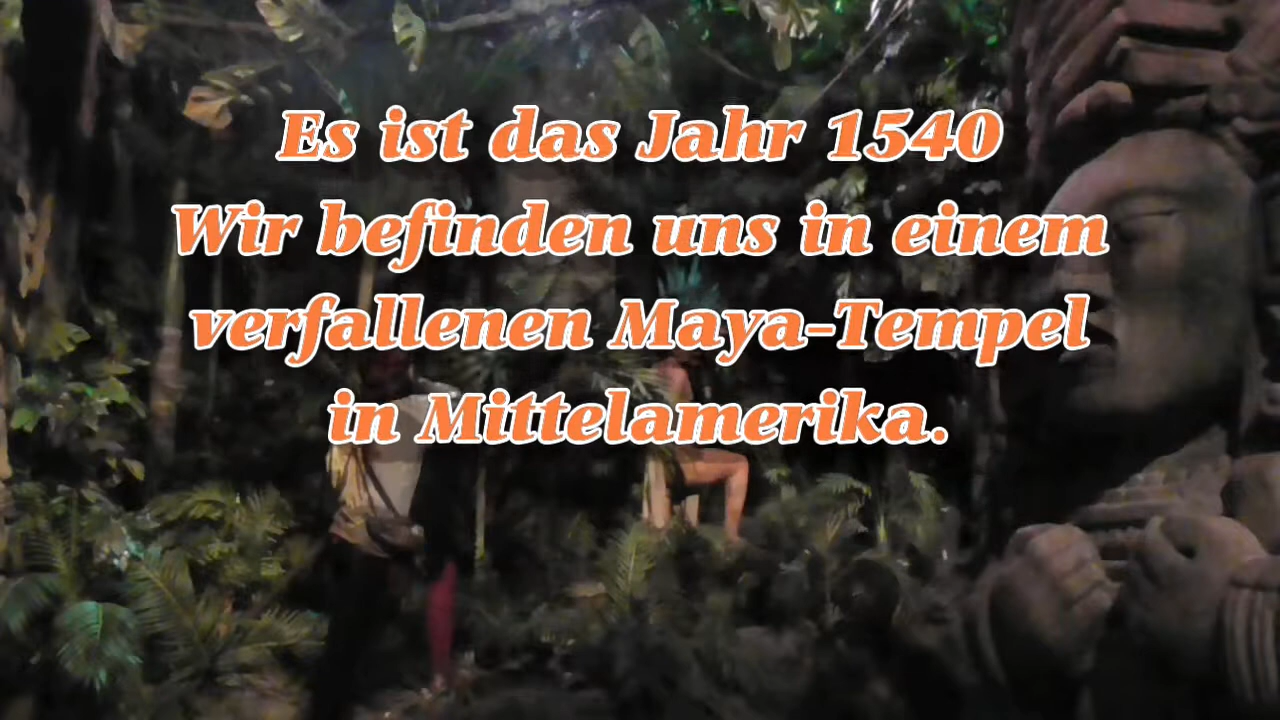 Es ist das Jahr 1540
Wir befinden uns in einem
verfallenen Maya-Tempel
in Mittelamerika.